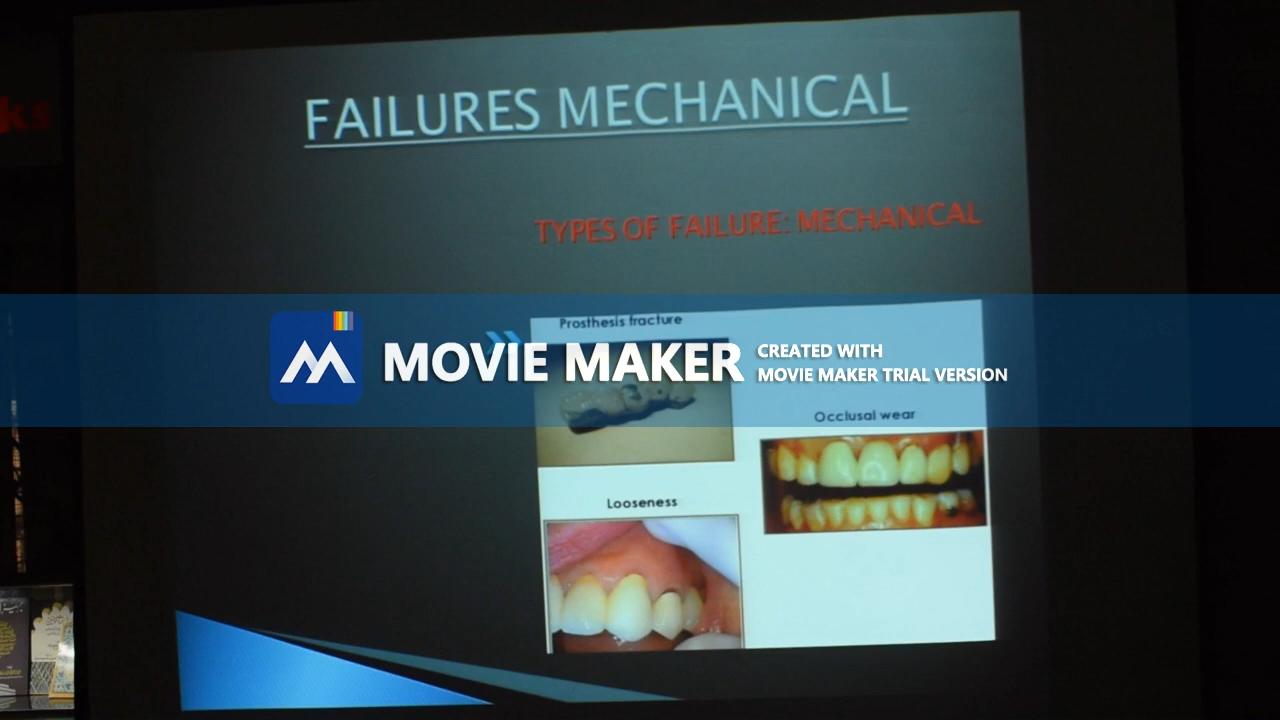 FAILURES MECHANICAL
TYPES OF FAILURE: MECHANICAL
Prosthesis fracture
MOVIE MAKER
CREATED WITH
MOVIE MAKER TRIAL VERSION
Occlusal wear
Looseness